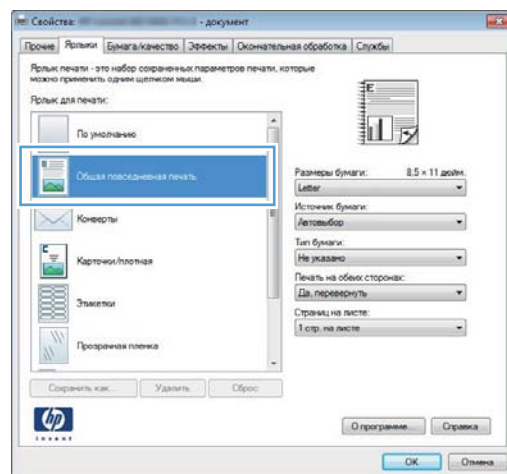 Свойства: - документ
Прочие Ярлыки Бумага/качество Эффекты Окончательная обработка Службы
Ярлык печати - это набор сохраненных параметров печати, которые
можно применить одним щелчком мыши.
Ярлык для печати:
По умолчанию
Общая повседневная печать
Конверты
Карточки/плотная
Этикетки
Прозрачная пленка
Размеры бумаги: 8.5 × 11 дюйм.
Letter
Источник бумаги:
Автовыбор
Тип бумаги:
Не указано
Печать на обеих сторонах:
Да, перевернуть
Страниц на листе:
1 стр. на листе
Сохранить как... Удалить Сброс
hp
invent
О программе... Справка
OK Отмена